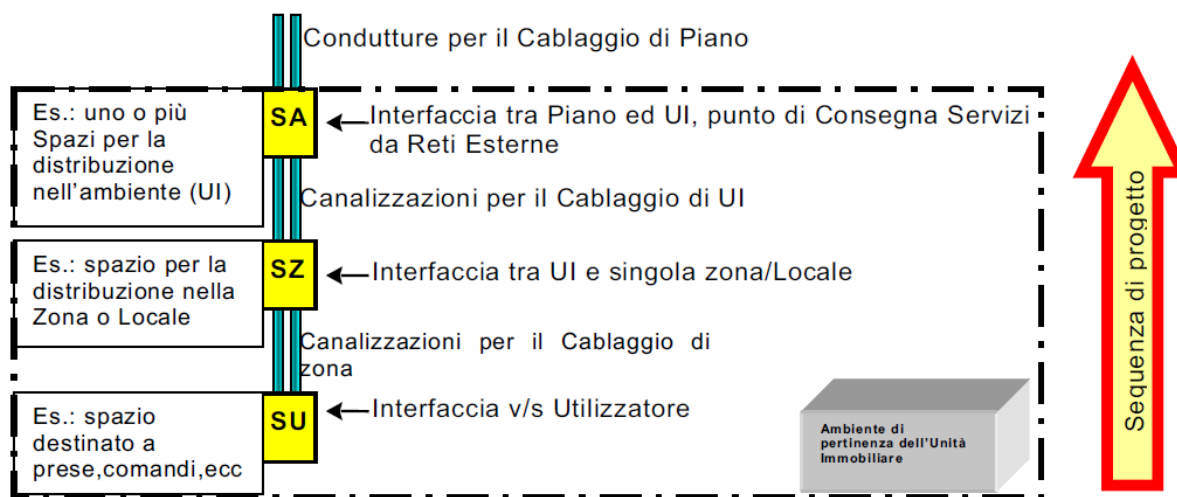 Condutture per il Cablaggio di Piano
Es.: uno o più
Spazi per la
distribuzione
nell'ambiente (UI)
SA
Interfaccia tra Piano ed UI, punto di Consegna Servizi
da Reti Esterne
Canalizzazioni per il Cablaggio di UI
Es.: spazio per la
distribuzione nella
Zona o Locale
SZ
Interfaccia tra UI e singola zona/Locale
Canalizzazioni per il Cablaggio di
zona
Es.: spazio
destinato a
prese,comandi,ecc
SU
Interfaccia v/s Utilizzatore
Ambiente di
pertinenza dell'Unità
Immobiliare
Sequenza di progetto